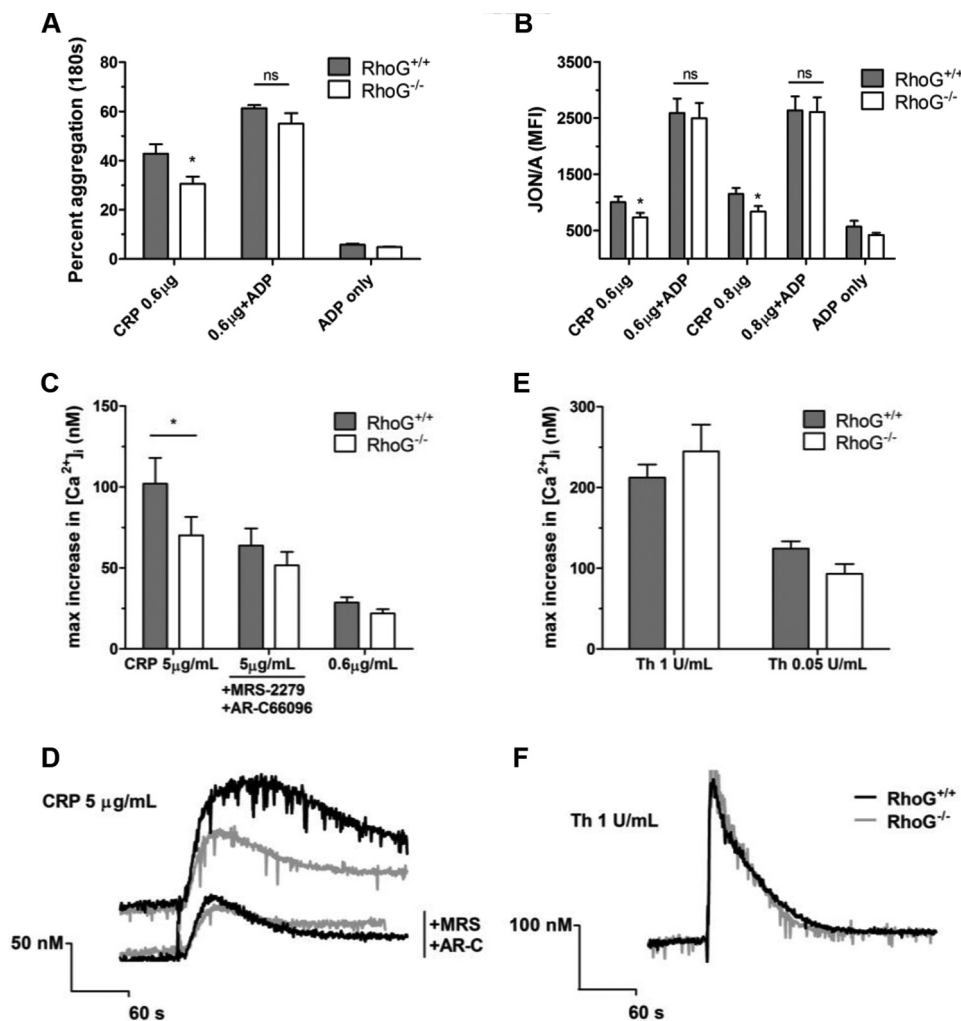 A
Percent aggregation (180s)
80
60
40
20
0
ns
*
RhoG+/+
RhoG-/-
CRP 0.6μg
0.6μg+ADP
ADP only
B
JON/A (MFI)
3500
2500
1500
500
ns
ns
*
*
RhoG+/+
RhoG-/-
CRP 0.6μg
0.6μg+ADP
CRP 0.8μg
0.8μg+ADP
ADP only
C
max increase in [Ca2+]i (nM)
150
100
50
0
*
RhoG+/+
RhoG-/-
CRP 5μg/mL
5μg/mL
0.6μg/mL
+MRS-2279
+AR-C66096
E
max increase in [Ca2+]i (nM)
300
200
100
0
RhoG+/+
RhoG-/-
Th 1 U/mL
Th 0.05 U/mL
D
CRP 5 μg/mL
+MRS
+AR-C
50 nM
60 s
F
Th 1 U/mL
RhoG+/+
RhoG-/-
100 nM
60 s